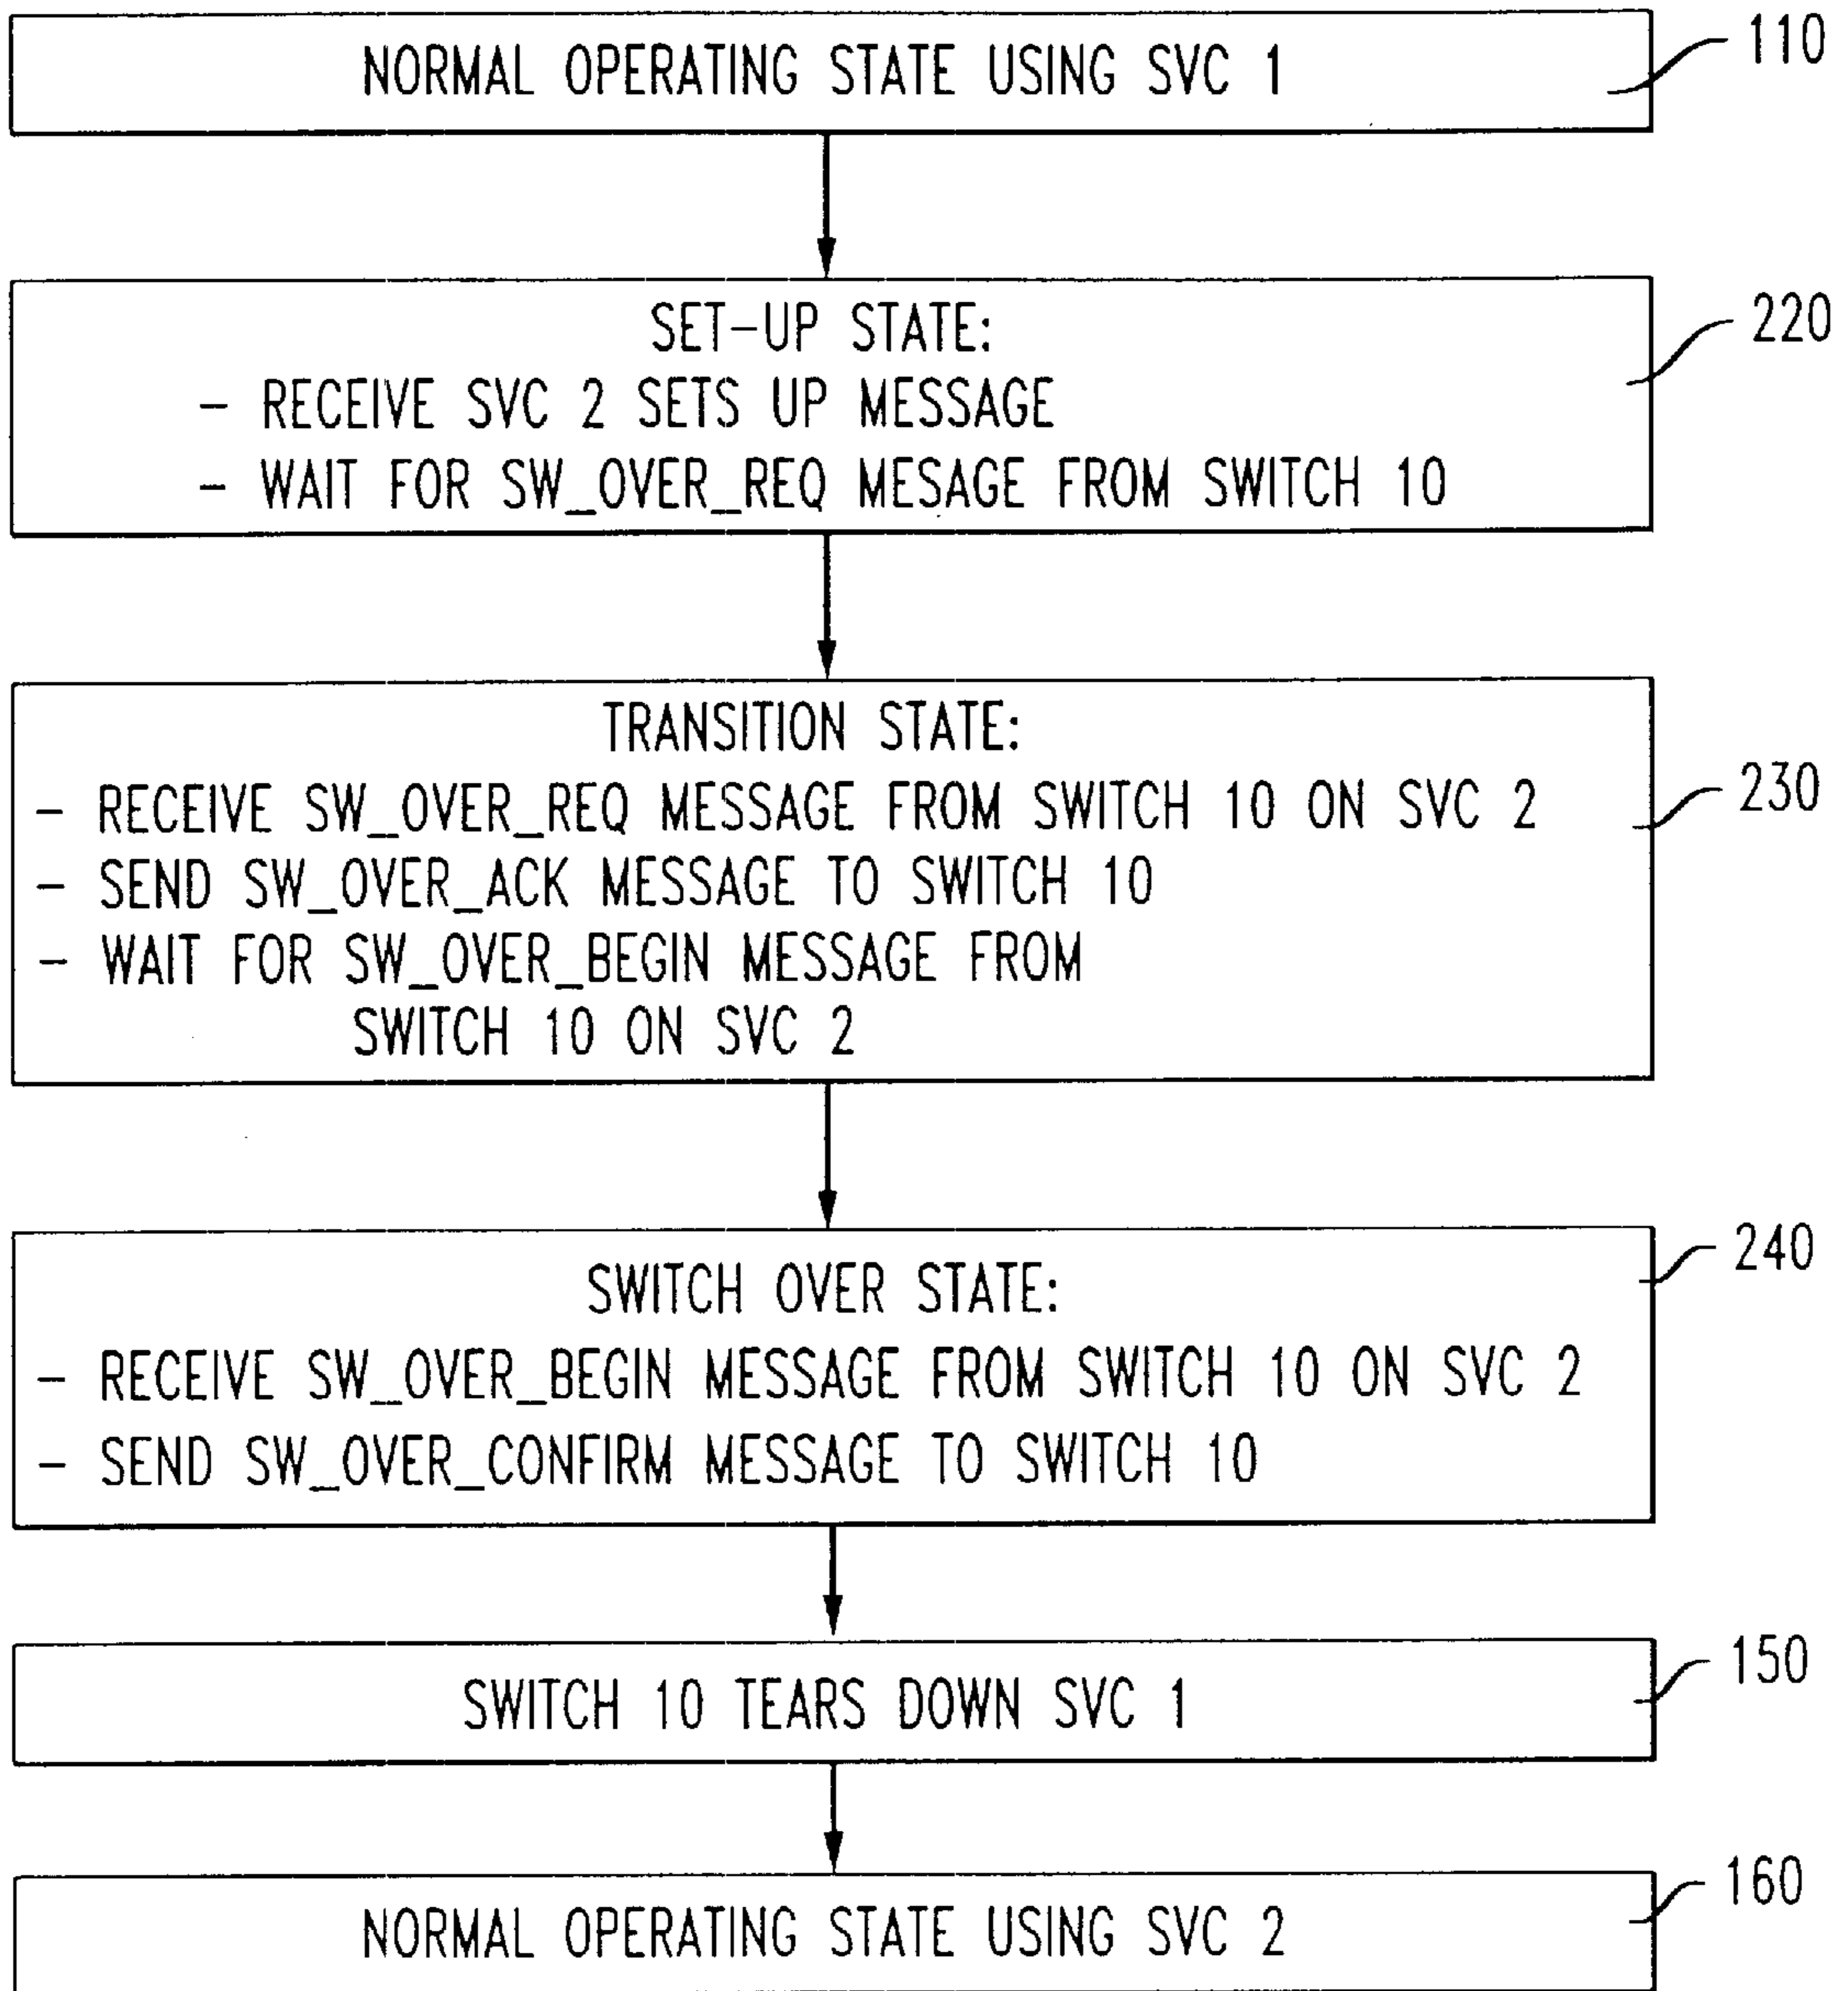 NORMAL OPERATING STATE USING SVC 1
110
SET-UP STATE:
220
- RECEIVE SVC 2 SETS UP MESSAGE
- WAIT FOR SW_OVER_REQ MESAGE FROM SWITCH 10
TRANSITION STATE:
230
- RECEIVE SW_OVER_REQ MESSAGE FROM SWITCH 10 ON SVC 2
- SEND SW_OVER_ACK MESSAGE TO SWITCH 10
- WAIT FOR SW_OVER_BEGIN MESSAGE FROM
SWITCH 10 ON SVC 2
240
SWITCH OVER STATE:
- RECEIVE SW_OVER_BEGIN MESSAGE FROM SWITCH 10 ON SVC 2
- SEND SW_OVER_CONFIRM MESSAGE TO SWITCH 10
150
SWITCH 10 TEARS DOWN SVC 1
160
NORMAL OPERATING STATE USING SVC 2